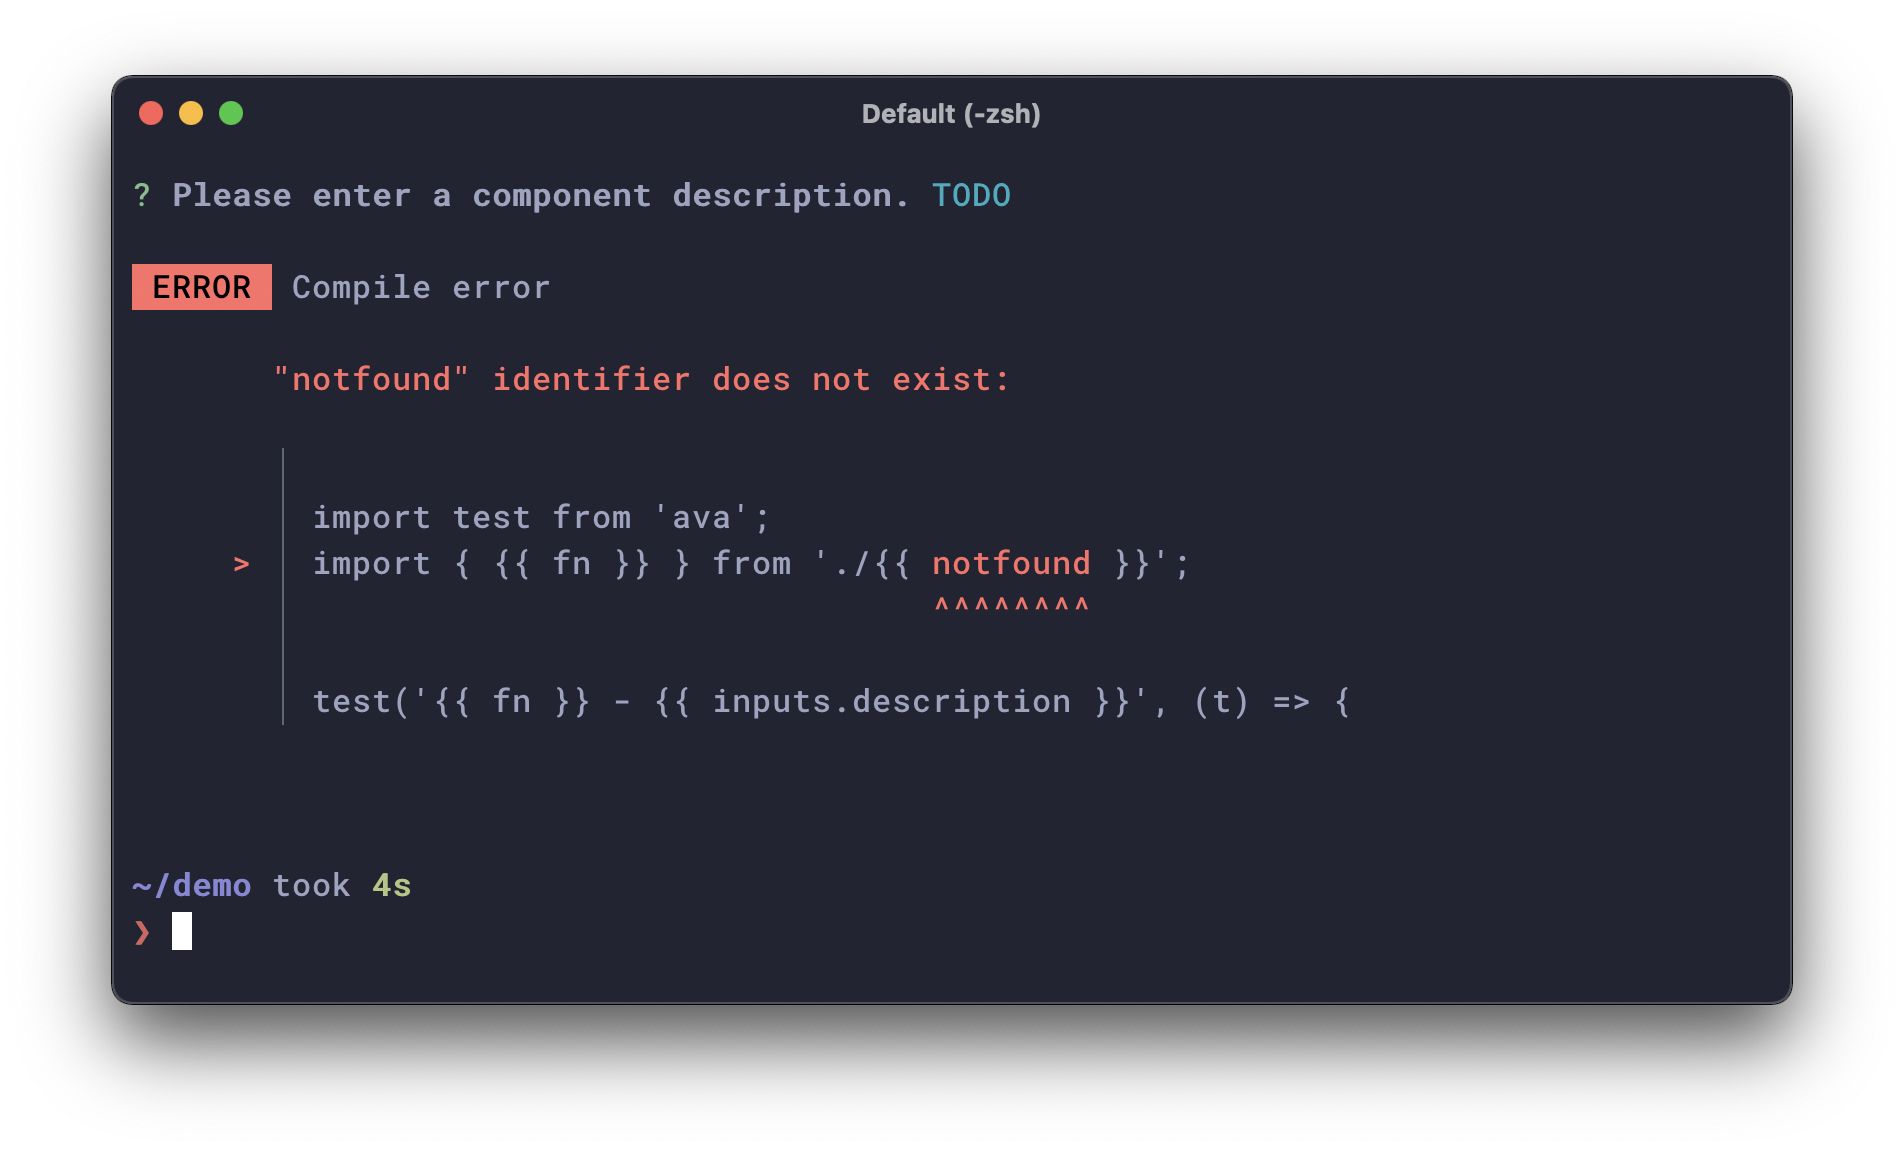 Default (-zsh)
? Please enter a component description. TODO
ERROR Compile error
"notfound" identifier does not exist:
import test from 'ava';
> import { {{ fn }} } from './{{ notfound }}';
^^^^^^^^
test('{{ fn }} - {{ inputs.description }}', (t) => {
~/demo took 4s
❯